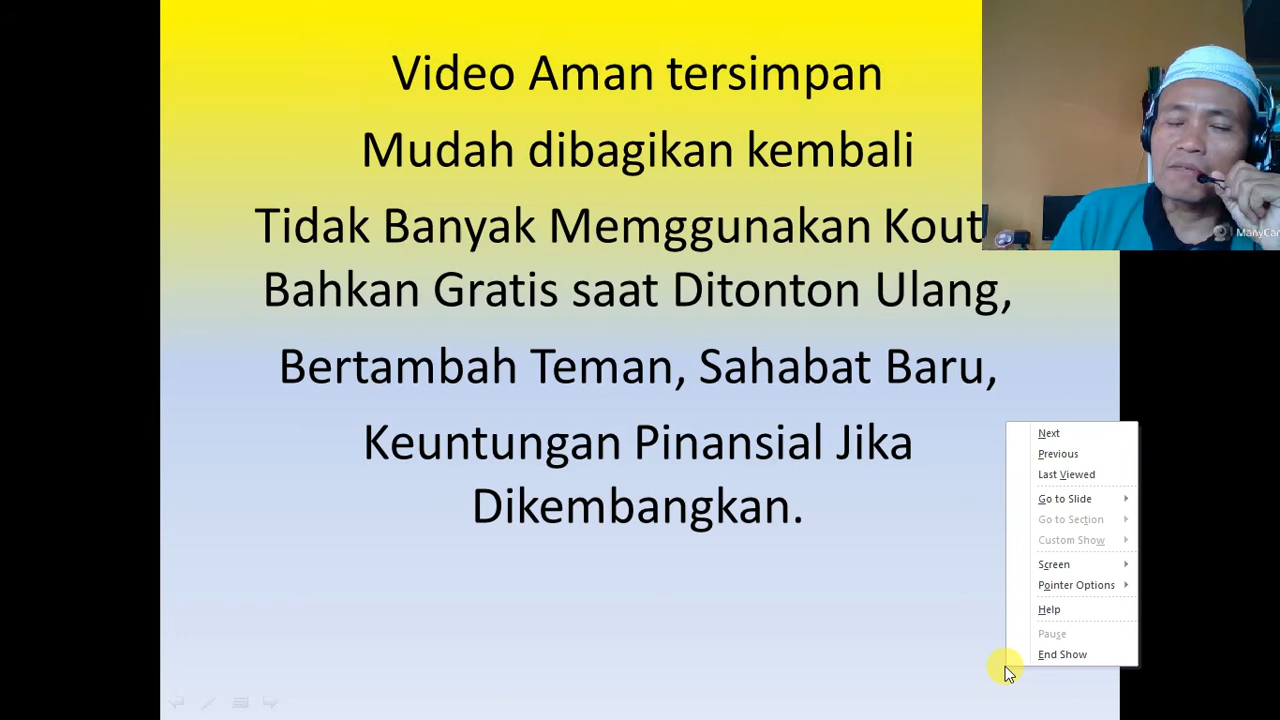 Video Aman tersimpan
Mudah dibagikan kembali
Tidak Banyak Memggunakan
Bahkan Gratis saat Ditonton Ulang,
Bertambah Teman, Sahabat Baru,
Keuntungan Pinansial Jika
Dikembangkan.
Next
Previous
Last Viewed
Go to Slide
Go to Section
Custom Show
Screen
Pointer Options
Help
Pause
End Show